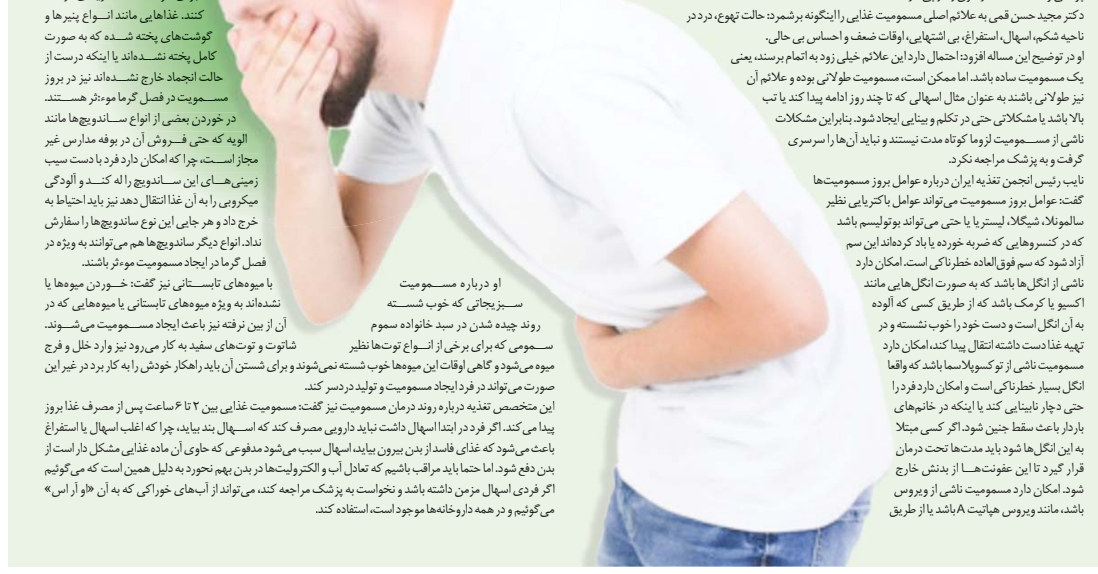 دکتر مجید حسن قمی به علائم اصلی مسمومیت غذایی را اینگونه برشمرد: حالت تهوع، درد در
ناحیه شکم، اسهال، استفراغ، بی اشتهایی، اوقات ضعف و احساس بی حالی.
او در توضیح این مساله افزود: احتمال دارد این علائم خیلی زود به اتمام برسند، یعنی
یک مسمومیت ساده باشد. اما ممکن است، مسمومیت طولانی بوده و علائم آن
نیز طولانی باشند به عنوان مثال اسهالی که تا چند روز ادامه پیدا کند یا تب
بالا باشد یا مشکلاتی حتی در تکلم و بینایی ایجاد شود. بنابراین مشکلات
ناشی از مســمومیت لزوما کوتاه مدت نیستند و نباید آن‌ها را سرسری
گرفت و به پزشک مراجعه نکرد.
نایب رئیس انجمن تغذیه ایران درباره عوامل بروز مسمومیت‌ها
گفت: عوامل بروز مسمومیت می‌تواند عوامل باکتریایی نظیر
سالمونلا، شیگلا، لیستریا یا حتی می‌تواند بوتولیسم باشد
که در کنسروهایی که ضربه خورده یا باد کرده‌اند این سم
آزاد شود که سم فوق‌العاده خطرناکی است. امکان دارد
ناشی از انگل‌ها باشد که به صورت انگل‌هایی مانند
اکسیو یا کرمک باشد که از طریق کسی که آلوده
به آن انگل است و دست خود را خوب نشسته و در
تهیه غذا دست داشته انتقال پیدا کند، امکان دارد
مسمومیت ناشی از توکسوپلاسما باشد که واقعا
انگل بسیار خطرناکی است و امکان دارد فرد را
حتی دچار نابینایی کند یا اینکه در خانم‌های
باردار باعث سقط جنین شود. اگر کسی مبتلا
به این انگل‌ها شود باید مدت‌ها تحت درمان
قرار گیرد تا این عفونت‌هــا از بدنش خارج
شود. امکان دارد مسمومیت ناشی از ویروس
باشد، مانند ویروس هپاتیت A باشد یا از طریق
کنند. غذاهایی مانند انــواع پنیرها و
گوشت‌های پخته شــده که به صورت
کامل پخته نشــده‌اند یا اینکه درست از
حالت انجماد خارج نشــده‌اند نیز در بروز
مســمویت در فصل گرما موءثر هســتند.
در خوردن بعضی از انواع ســاندویچ‌ها مانند
الویه که حتی فــروش آن در بوفه مدارس غیر
مجاز اســت، چرا که امکان دارد فرد با دست سیب
زمینی‌هــای این ســاندویچ را له کنــد و آلودگی
میکروبی را به آن غذا انتقال دهد نیز باید احتیاط به
خرج داد و هر جایی این نوع ساندویچ‌ها را سفارش
نداد. انواع دیگر ساندویچ‌ها هم می‌توانند به ویژه در
فصل گرما در ایجاد مسمومیت موءثر باشند.
او درباره مســمومیت با میوه‌های تابســتانی نیز گفت: خــوردن میوه‌ها یا
ســبزیجاتی که خوب شســته نشده‌اند به ویژه میوه‌های تابستانی یا میوه‌هایی که در
روند چیده شدن در سبد خانواده سموم آن از بین نرفته نیز باعث ایجاد مســمومیت می‌شــوند.
ســمومی که برای برخی از انــواع توت‌ها نظیر شاتوت و توت‌های سفید به کار می‌رود نیز وارد خلل و فرج
میوه می‌شود و گاهی اوقات این میوه‌ها خوب شسته نمی‌شوند و برای شستن آن باید راهکار خودش را به کار برد در غیر این
صورت می‌تواند در فرد ایجاد مسمومیت و تولید دردسر کند.
این متخصص تغذیه درباره روند درمان مسمومیت نیز گفت: مسمومیت غذایی بین ۲ تا ۶ ساعت پس از مصرف غذا بروز
پیدا می‌کند. اگر فرد در ابتدا اسهال داشت نباید دارویی مصرف کند که اســهال بند بیاید، چرا که اغلب اسهال یا استفراغ
باعث می‌شود که غذای فاسد از بدن بیرون بیاید، اسهال سبب می‌شود مدفوعی که حاوی آن ماده غذایی مشکل دار است از
بدن دفع شود. اما حتما باید مراقب باشیم که تعادل آب و الکترولیت‌ها در بدن بهم نخورد به دلیل همین است که می‌گوئیم
اگر فردی اسهال مزمن داشته باشد و نخواست به پزشک مراجعه کند، می‌تواند از آب‌های خوراکی که به آن «او آر اس»
می‌گوئیم و در همه داروخانه‌ها موجود است، استفاده کند.